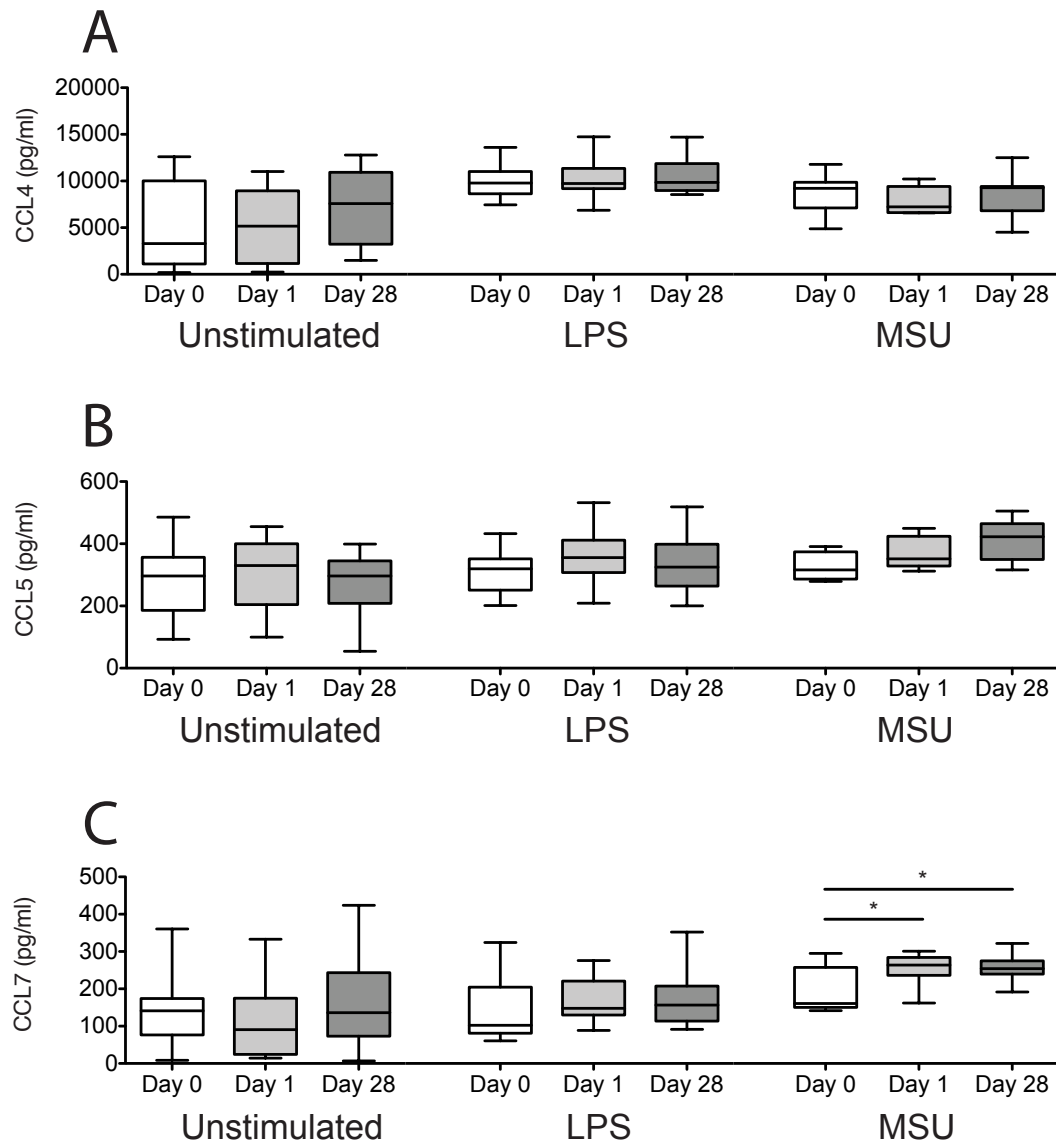 A
CCL4 (pg/ml)
20000
15000
10000
5000
0
Day 0 Day 1 Day 28 Day 0 Day 1 Day 28 Day 0 Day 1 Day 28
Unstimulated LPS MSU
B
CCL5 (pg/ml)
600
400
200
0
Day 0 Day 1 Day 28 Day 0 Day 1 Day 28 Day 0 Day 1 Day 28
Unstimulated LPS MSU
C
CCL7 (pg/ml)
500
400
300
200
100
0
*
*
Day 0 Day 1 Day 28 Day 0 Day 1 Day 28 Day 0 Day 1 Day 28
Unstimulated LPS MSU